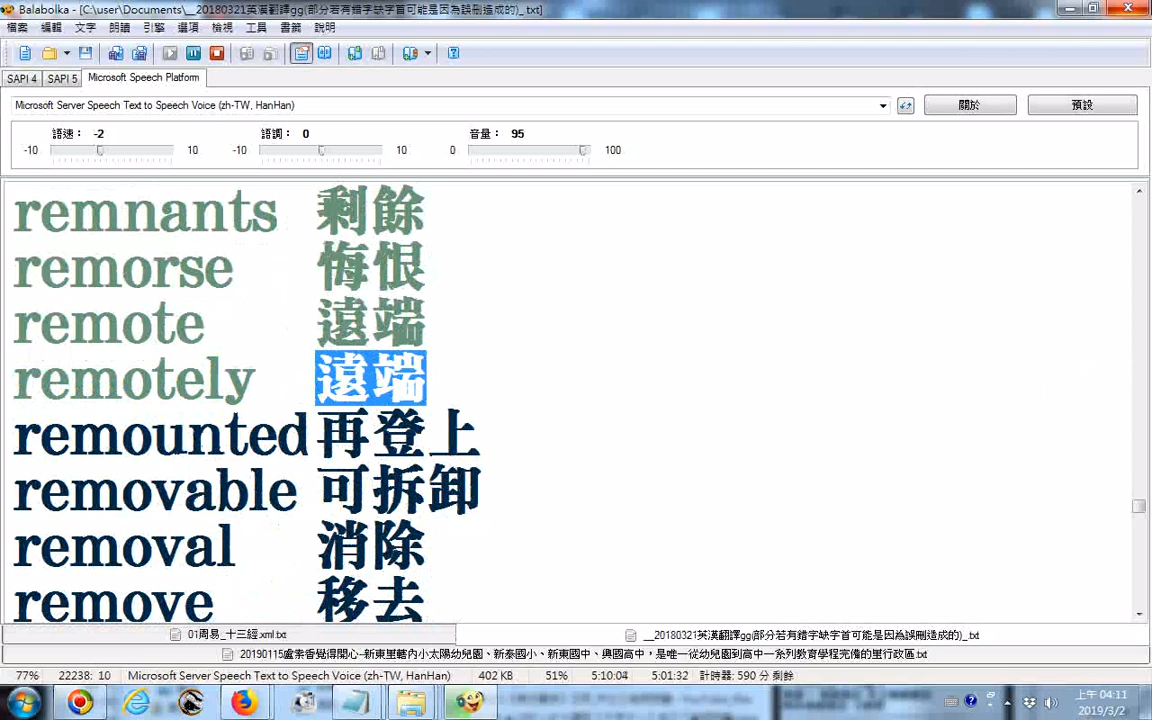 Balabolka - [C:\user\Documents\__20180321英漢翻譯gg(部分若有錯字缺字首可能是因為誤刪造成的)_.txt]
檔案 編輯 文字 朗讀 引擎 選項 檢視 工具 書籤 說明
SAPI 4 SAPI 5 Microsoft Speech Platform
Microsoft Server Speech Text to Speech Voice (zh-TW, HanHan) 關於 預設
語速： -2 語調： 0 音量： 95
-10 10 -10 10 0 100
remnants 剩餘
remorse 悔恨
remote 遠端
remotely 遠端
remounted 再登上
removable 可拆卸
removal 消除
remove 移去
01周易_十三經.xml.txt __20180321英漢翻譯gg(部分若有錯字缺字首可能是因為誤刪造成的)_.txt
20190115盧素香覺得開心-新東里轄內小太陽幼兒園、新泰國小、新東國中、興國高中，是唯一從幼兒園到高中一系列教育學程完備的里行政區.txt
77% 22238: 10 Microsoft Server Speech Text to Speech Voice (zh-TW, HanHan) 402 KB 51% 5:10:04 5:01:32 計時器: 590 分 剩餘
上午 04:11
2019/3/2